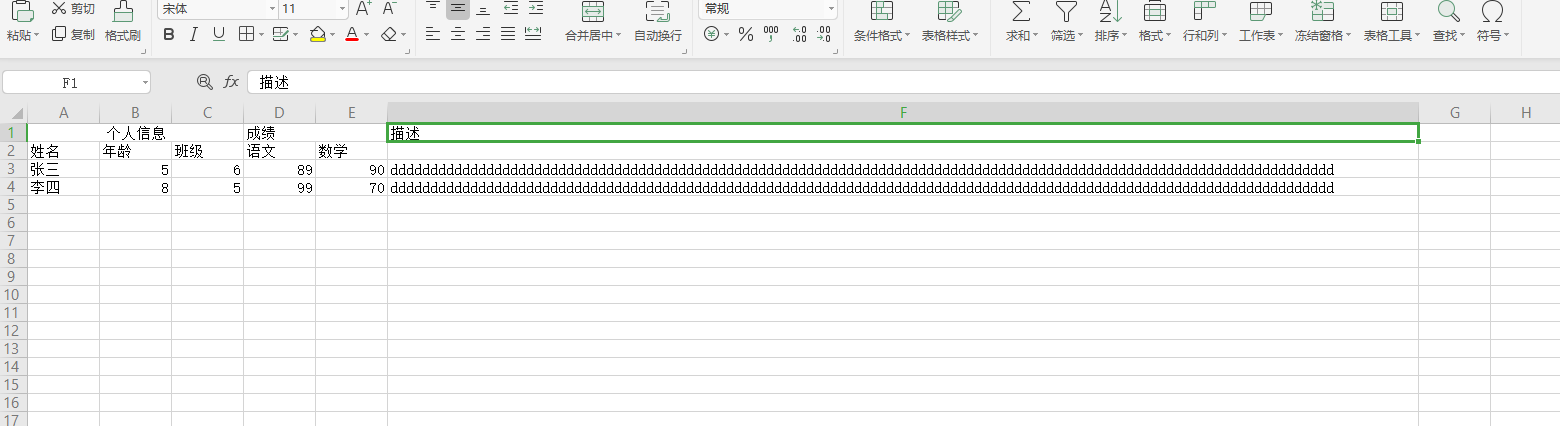 剪切 宋体 11 A⁺ A⁻ 常规
粘贴 复制 格式刷 B I U A 合并居中 自动换行 ¥ % 000 ←.0 .00 .00 →.0 条件格式 表格样式 求和 筛选 排序 格式 行和列 工作表 冻结窗格 表格工具 查找 符号
F1 fx 描述
A B C D E F G H
1 个人信息 成绩 描述
2 姓名 年龄 班级 语文 数学
3 张三 5 6 89 90
4 李四 8 5 99 70
5
6
7
8
9
10
11
12
13
14
15
16
17